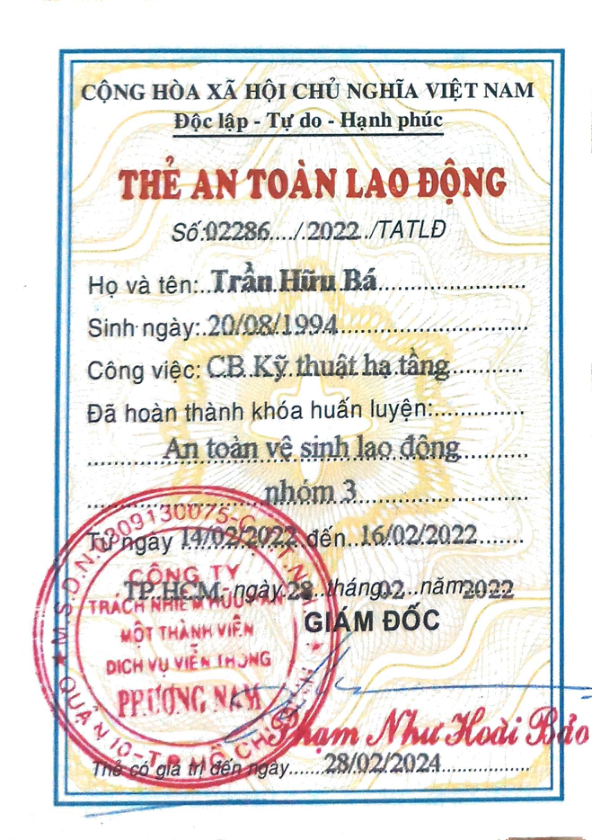 CỘNG HÒA XÃ HỘI CHỦ NGHĨA VIỆT NAM
Độc lập - Tự do - Hạnh phúc
THẺ AN TOÀN LAO ĐỘNG
Số:02286..../.2022../TATLĐ
Họ và tên:..Trần Hữu Bá
Sinh ngày:.20/08/1994
Công việc: CB Kỹ thuật hạ tầng
Đã hoàn thành khóa huấn luyện:
An toàn vệ sinh lao động
nhóm 3
Từ ngày 14/02/2022 đến 16/02/2022
TP.HCM, ngày 28 tháng 02 năm 2022
GIÁM ĐỐC
M.S.D.N:0309130075-C.T.T.N.H.H
CÔNG TY
TRÁCH NHIỆM HỮU HẠN
MỘT THÀNH VIÊN
DỊCH VỤ VIỄN THÔNG
PHƯƠNG NAM
QUẬN 10 - T.P HỒ CHÍ MINH
Phạm Như Hoài Bảo
Thẻ có giá trị đến ngày 28/02/2024